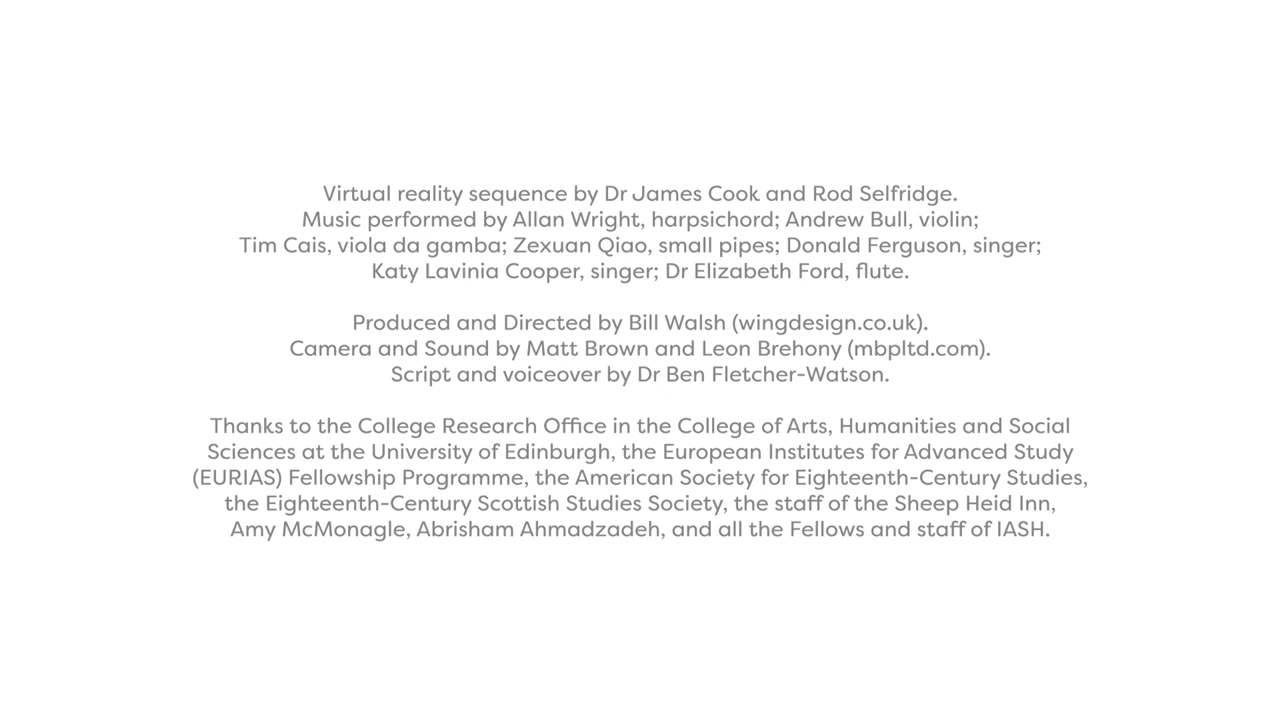 Virtual reality sequence by Dr James Cook and Rod Selfridge.
Music performed by Allan Wright, harpsichord; Andrew Bull, violin;
Tim Cais, viola da gamba; Zexuan Qiao, small pipes; Donald Ferguson, singer;
Katy Lavinia Cooper, singer; Dr Elizabeth Ford, flute.
Produced and Directed by Bill Walsh (wingdesign.co.uk).
Camera and Sound by Matt Brown and Leon Brehony (mbpltd.com).
Script and voiceover by Dr Ben Fletcher-Watson.
Thanks to the College Research Office in the College of Arts, Humanities and Social
Sciences at the University of Edinburgh, the European Institutes for Advanced Study
(EURIAS) Fellowship Programme, the American Society for Eighteenth-Century Studies,
the Eighteenth-Century Scottish Studies Society, the staff of the Sheep Heid Inn,
Amy McMonagle, Abrisham Ahmadzadeh, and all the Fellows and staff of IASH.